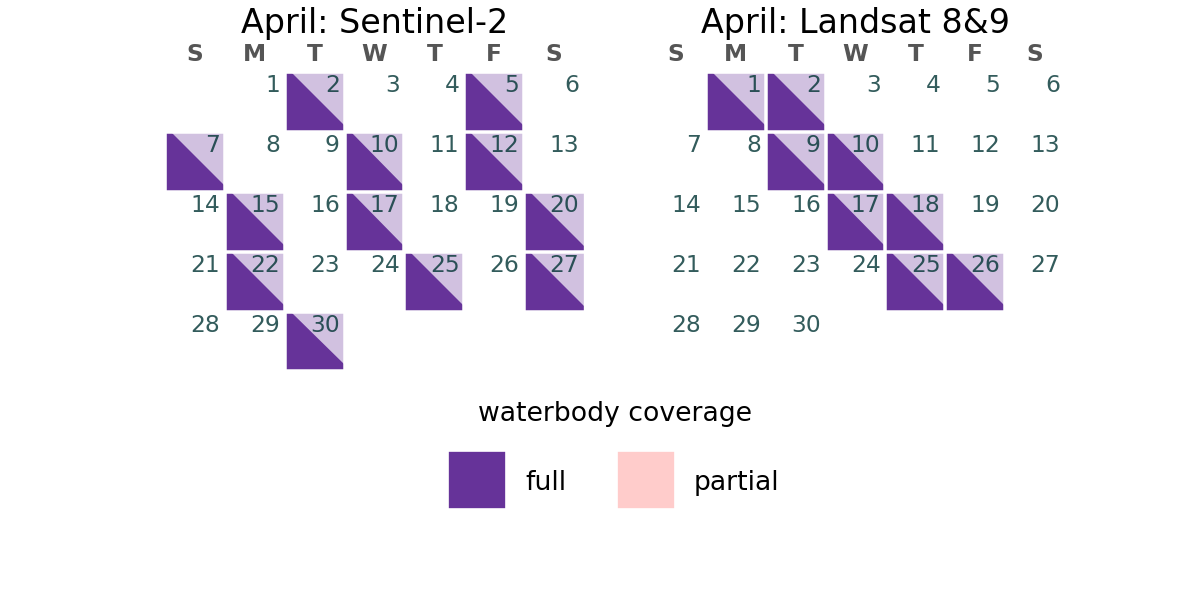 April: Sentinel-2
S M T W T F S
1 2 3 4 5 6
7 8 9 10 11 12 13
14 15 16 17 18 19 20
21 22 23 24 25 26 27
28 29 30
April: Landsat 8&9
S M T W T F S
1 2 3 4 5 6
7 8 9 10 11 12 13
14 15 16 17 18 19 20
21 22 23 24 25 26 27
28 29 30
waterbody coverage
full
partial